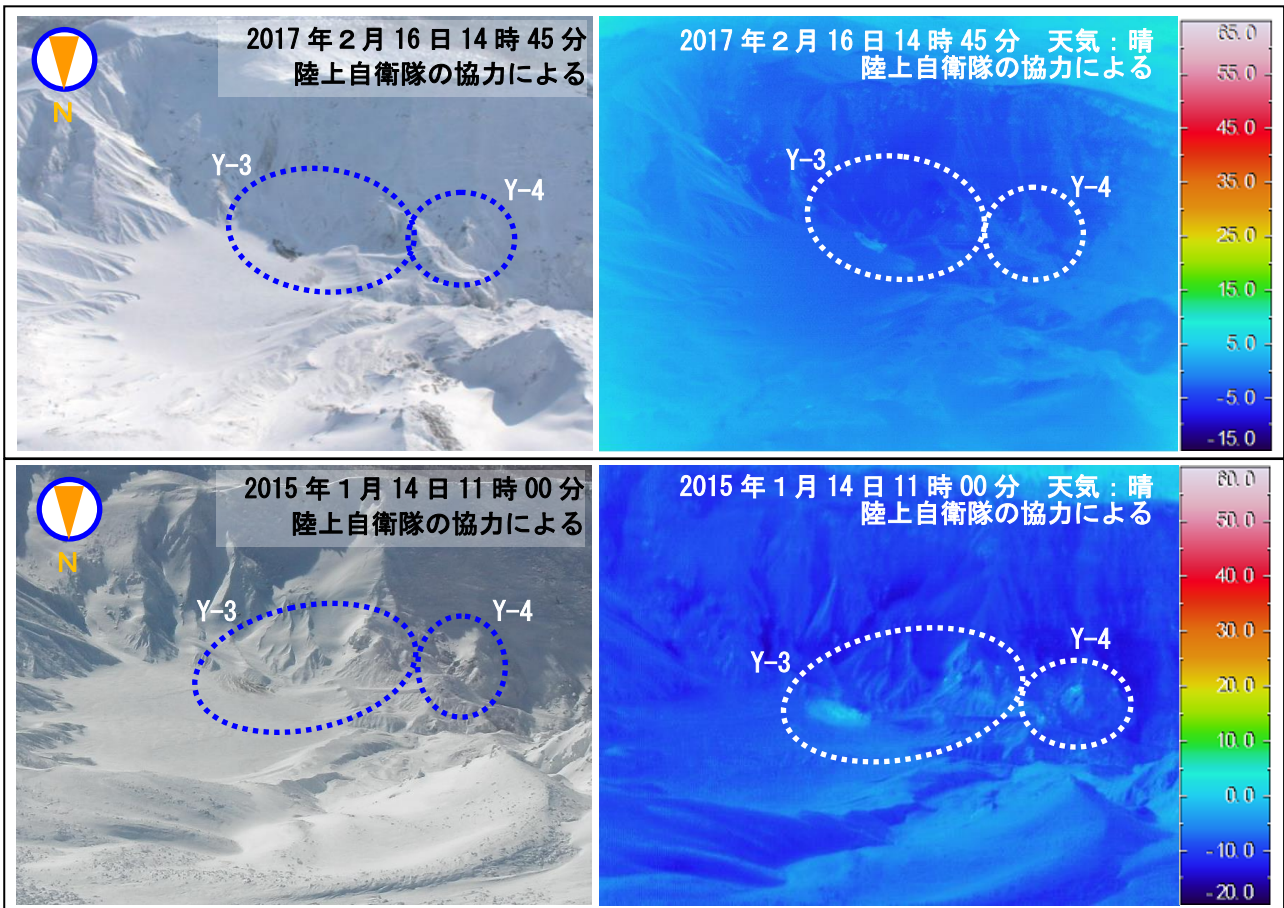 2017年2月16日14時45分
陸上自衛隊の協力による
N
Y-3
Y-4
2017年2月16日14時45分 天気:晴
陸上自衛隊の協力による
Y-3
Y-4
65.0
55.0
45.0
35.0
25.0
15.0
5.0
-5.0
-15.0
2015年1月14日11時00分
陸上自衛隊の協力による
N
Y-3
Y-4
2015年1月14日11時00分 天気:晴
陸上自衛隊の協力による
Y-3
Y-4
60.0
50.0
40.0
30.0
20.0
10.0
0.0
-10.0
-20.0